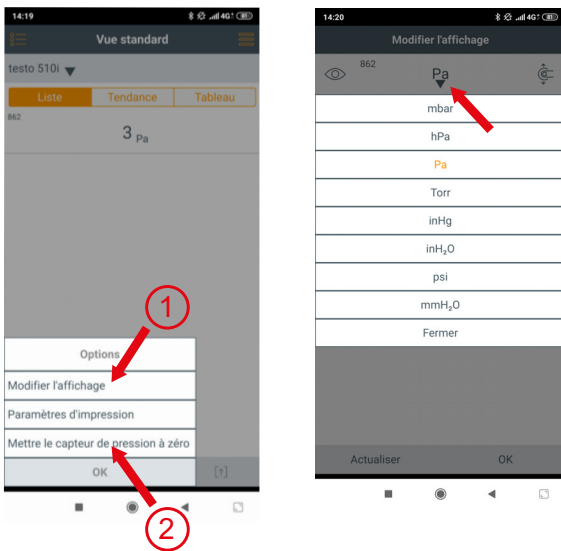 14:19
4G
Vue standard
testo 510i
Liste Tendance Tableau
862
3 Pa
1
Options
Modifier l'affichage
Paramètres d'impression
Mettre le capteur de pression à zéro
OK [↑]
2
14:20
4G
Modifier l'affichage
862
Pa
mbar
hPa
Pa
Torr
inHg
inH₂O
psi
mmH₂O
Fermer
Actualiser OK